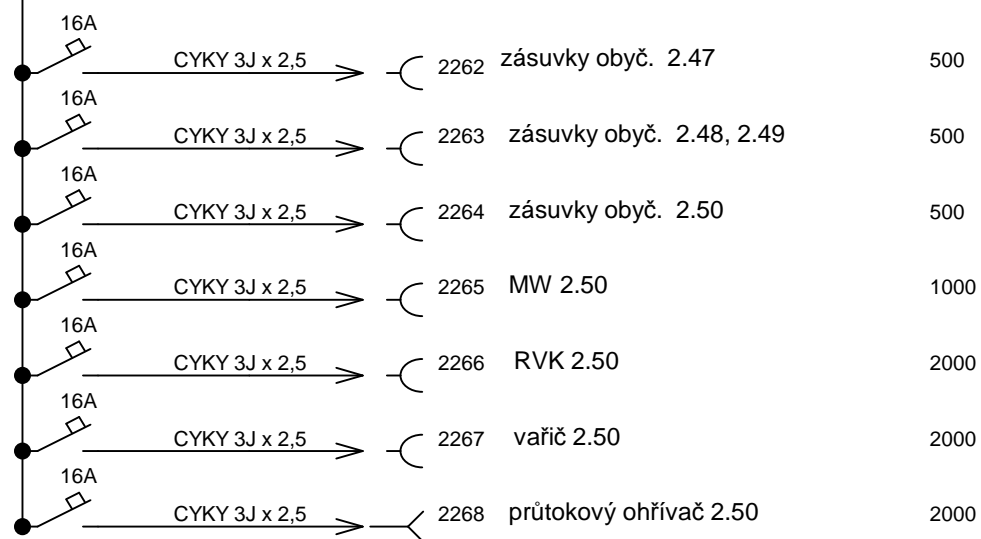 16A
CYKY 3J x 2,5 2262 zásuvky obyč. 2.47 500
16A
CYKY 3J x 2,5 2263 zásuvky obyč. 2.48, 2.49 500
16A
CYKY 3J x 2,5 2264 zásuvky obyč. 2.50 500
16A
CYKY 3J x 2,5 2265 MW 2.50 1000
16A
CYKY 3J x 2,5 2266 RVK 2.50 2000
16A
CYKY 3J x 2,5 2267 vařič 2.50 2000
16A
CYKY 3J x 2,5 2268 průtokový ohřívač 2.50 2000